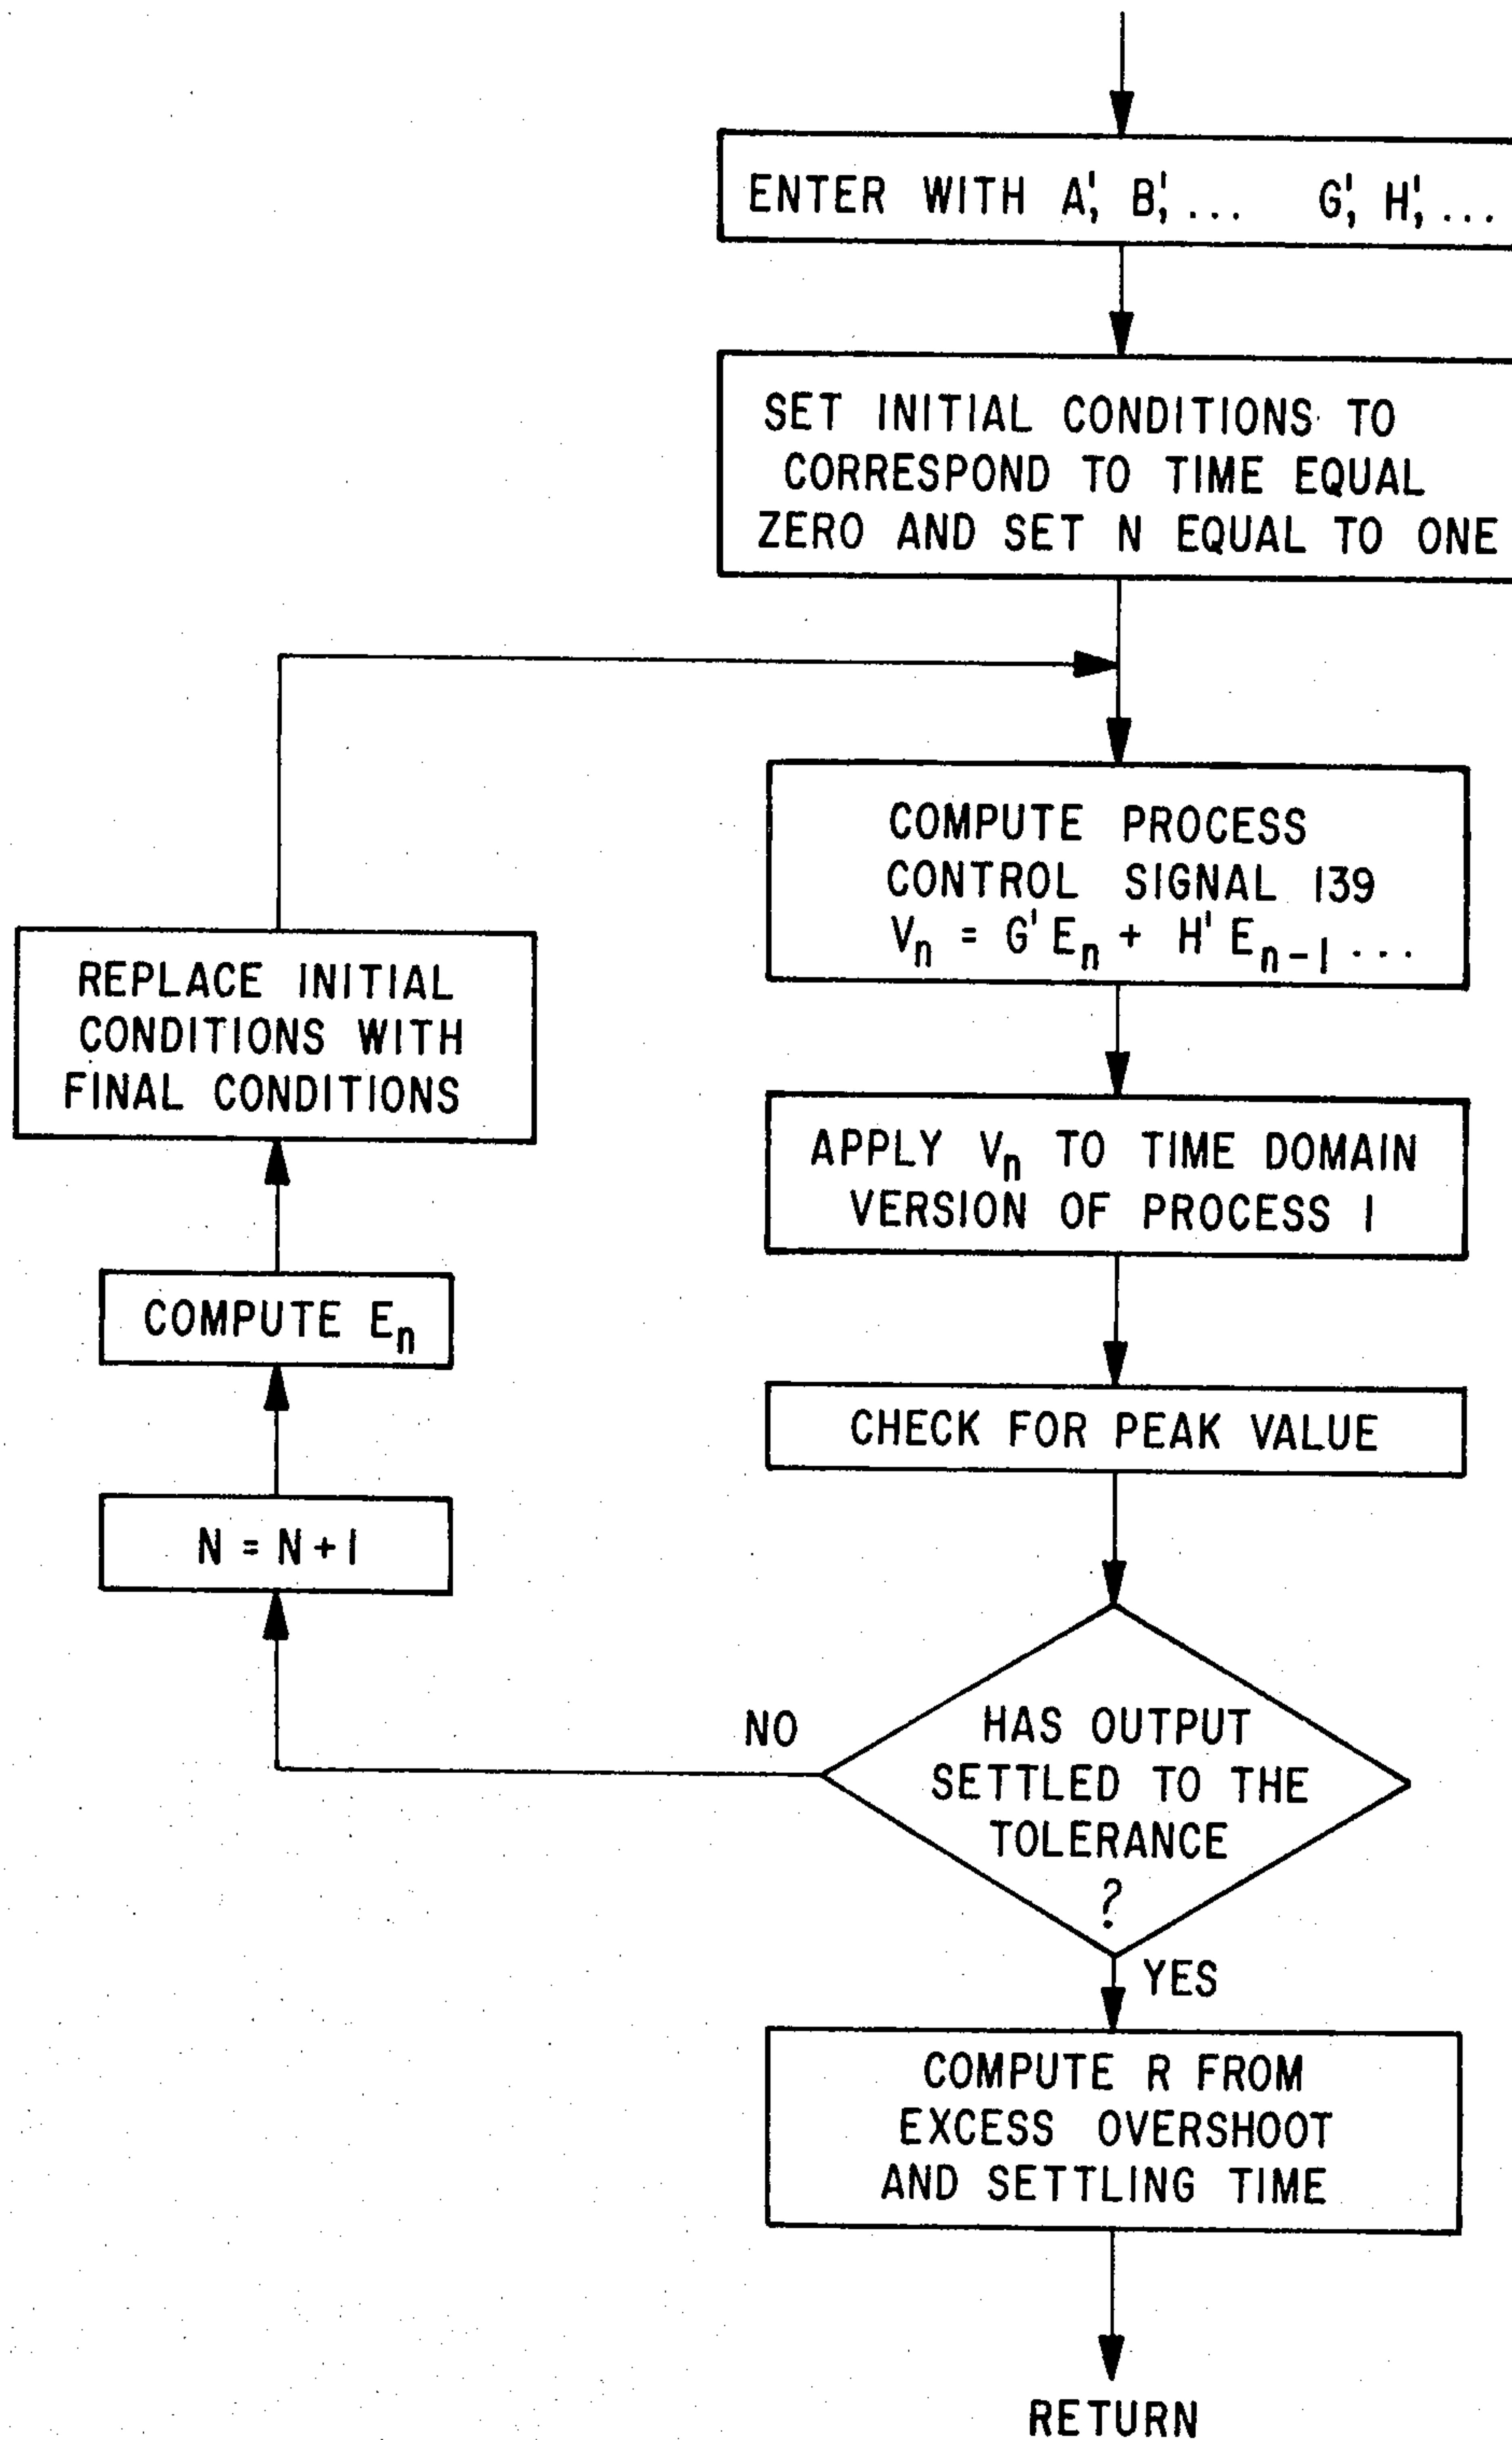 ENTER WITH A', B', ... G', H', ...
SET INITIAL CONDITIONS TO
CORRESPOND TO TIME EQUAL
ZERO AND SET N EQUAL TO ONE
COMPUTE PROCESS
CONTROL SIGNAL 139
Vn = G'En + H'En-1 ...
APPLY Vn TO TIME DOMAIN
VERSION OF PROCESS 1
CHECK FOR PEAK VALUE
HAS OUTPUT
SETTLED TO THE
TOLERANCE
?
NO
N = N+1
COMPUTE En
REPLACE INITIAL
CONDITIONS WITH
FINAL CONDITIONS
YES
COMPUTE R FROM
EXCESS OVERSHOOT
AND SETTLING TIME
RETURN